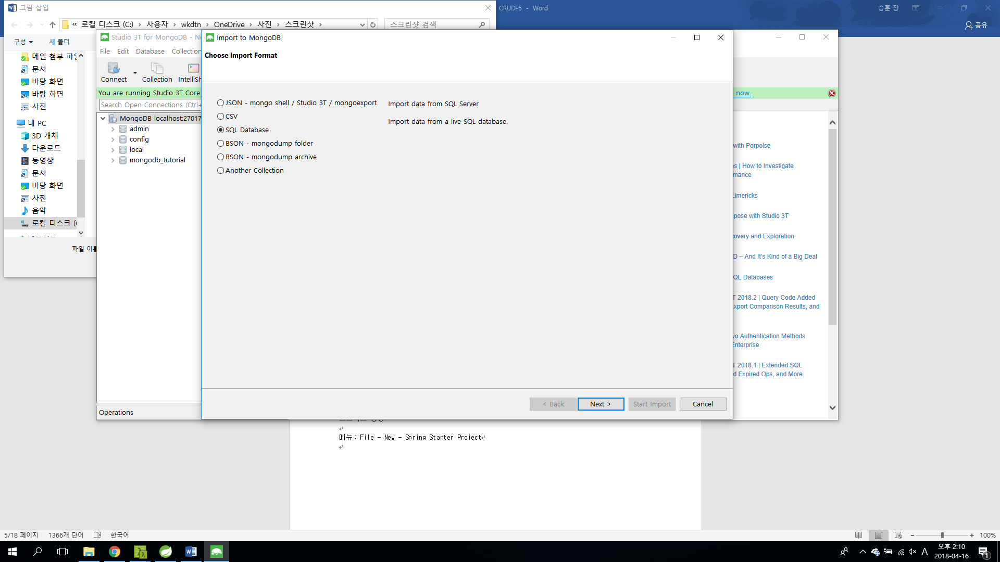 그림 삽입
CRUD-5 - Word
승훈 장
공유
« 로컬 디스크 (C:) › 사용자 › wkdtn › OneDrive › 사진 › 스크린샷 ›
스크린샷 검색
구성
새 폴더
메일 첨부 파일
문서
바탕 화면
바탕 화면
사진
내 PC
3D 개체
다운로드
동영상
문서
바탕 화면
사진
음악
로컬 디스크 (
파일 이름
Studio 3T for MongoDB - N
File Edit Database Collection
Connect
Collection
IntelliSh
You are running Studio 3T Core
now.
Search Open Connections (Ctrl+
MongoDB localhost:27017
admin
config
local
mongodb_tutorial
Operations
Import to MongoDB
Choose Import Format
JSON - mongo shell / Studio 3T / mongoexport
CSV
SQL Database
BSON - mongodump folder
BSON - mongodump archive
Another Collection
Import data from SQL Server
Import data from a live SQL database.
< Back
Next >
Start Import
Cancel
with Porpoise
s | How to Investigate
mance
Limericks
pose with Studio 3T
overy and Exploration
D – And It's Kind of a Big Deal
QL Databases
T 2018.2 | Query Code Added
xport Comparison Results, and
vo Authentication Methods
Enterprise
T 2018.1 | Extended SQL
d Expired Ops, and More
메뉴: File - New - Spring Starter Project
5/18 페이지
1366개 단어
한국어
100%
A
오후 2:10
2018-04-16
1